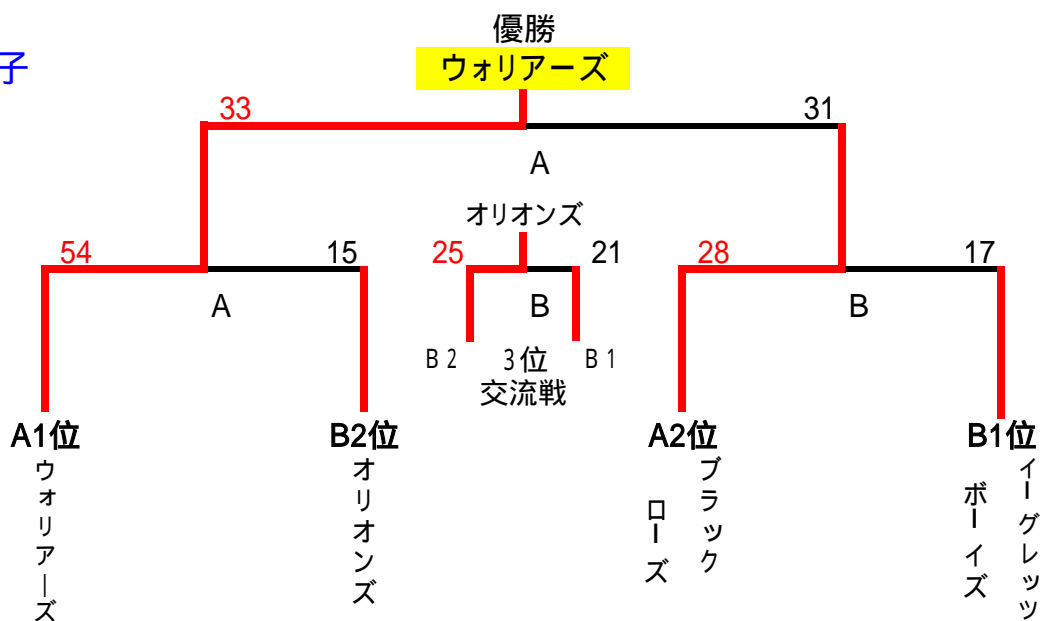 優勝
子
ウォリアーズ
33
31
A
オリオンズ
54
15
25
21
28
17
A
B
B
B2
3位
B1
交流戦
A1位
B2位
A2位
B1位
ウォリアーズ
オリオンズ
ブラック
ローズ
イーグレッツ
ボーイズ